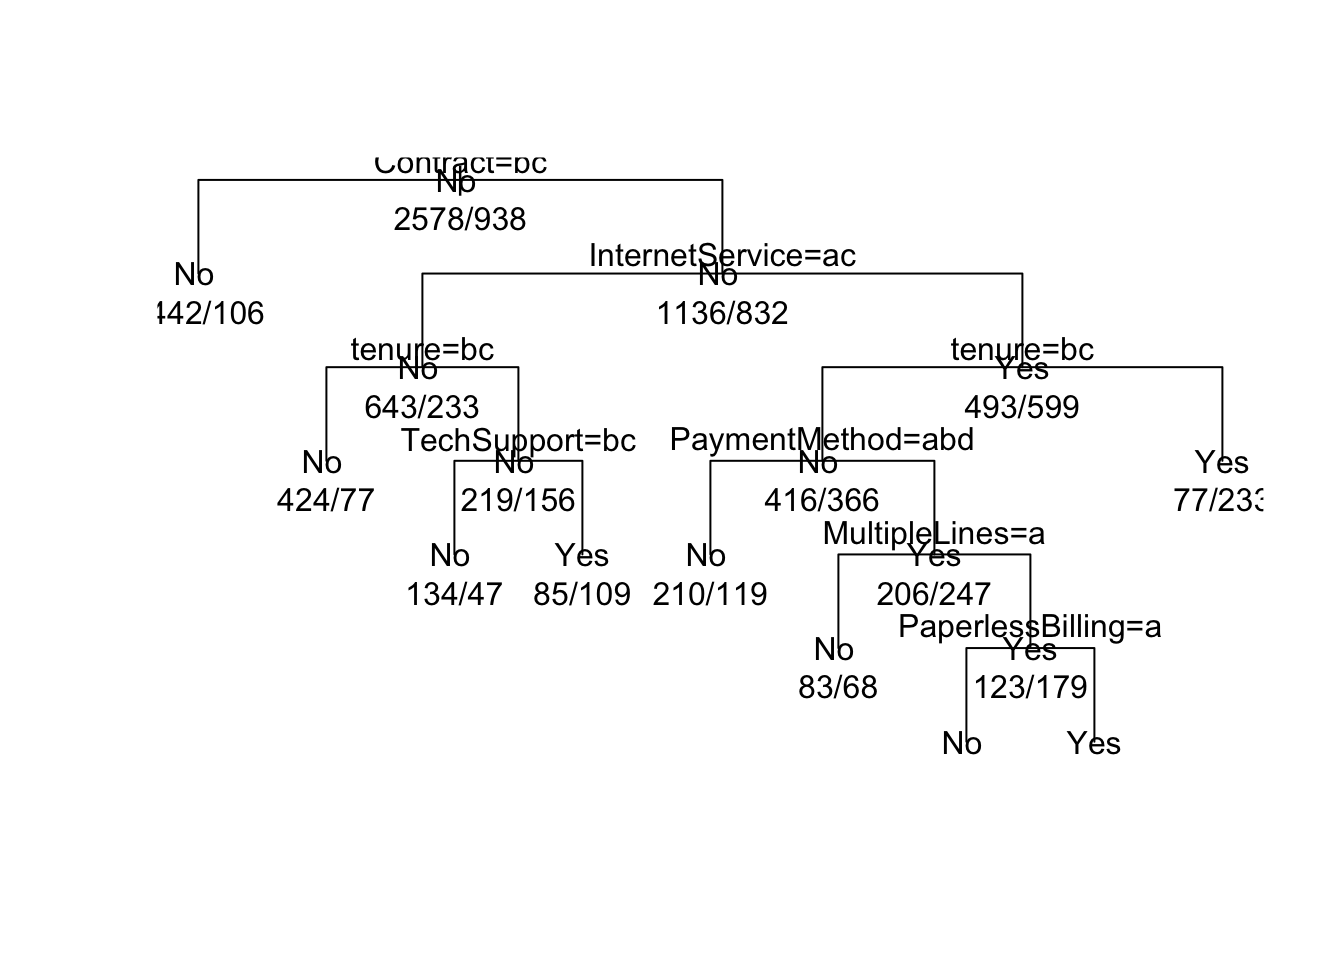 Contract=bc
No
2578/938
InternetService=ac
No
442/106
No
1136/832
tenure=bc
No
643/233
tenure=bc
Yes
493/599
TechSupport=bc
No
424/77
No
219/156
PaymentMethod=abd
No
416/366
Yes
77/233
No
134/47
Yes
85/109
No
210/119
MultipleLines=a
Yes
206/247
PaperlessBilling=a
No
83/68
Yes
123/179
No
Yes